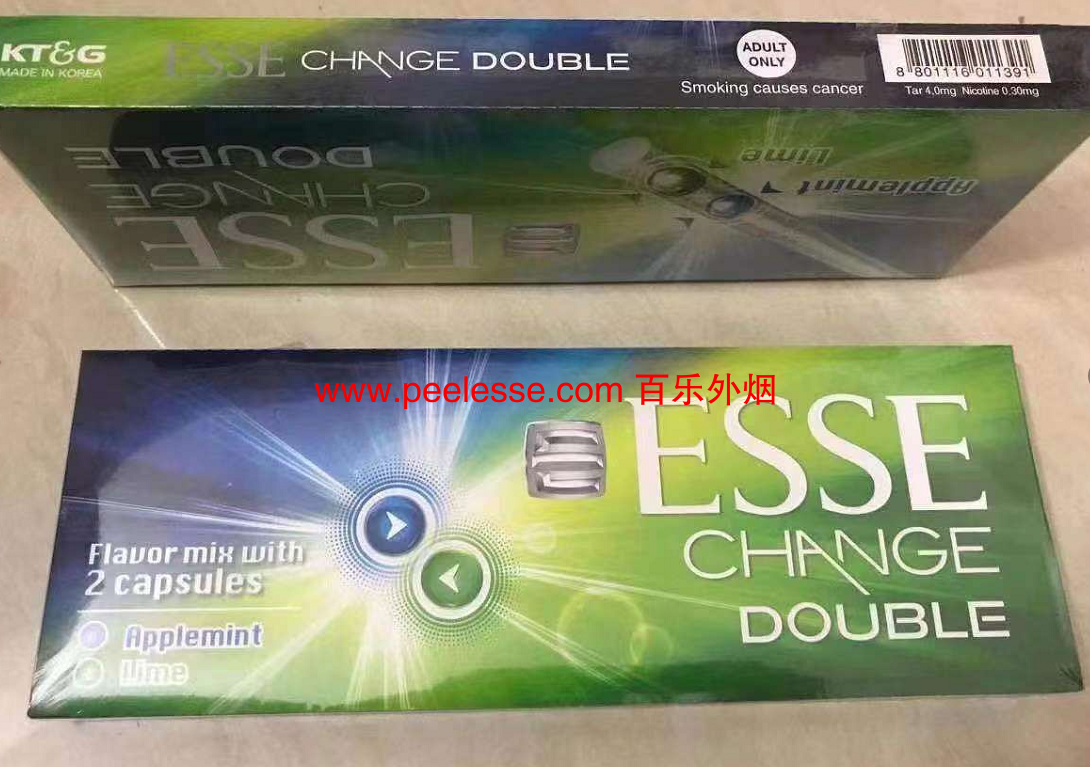 KT&G
MADE IN KOREA
ESSE CHANGE DOUBLE
ADULT
ONLY
Smoking causes cancer
8 801116 011391
Tar 4.0mg Nicotine 0.30mg
DOUBLE
CHANGE
ESSE
Lime
Applemint
www.peelesse.com 百乐外烟
ESSE
CHANGE
DOUBLE
Flavor mix with
2 capsules
Applemint
Lime